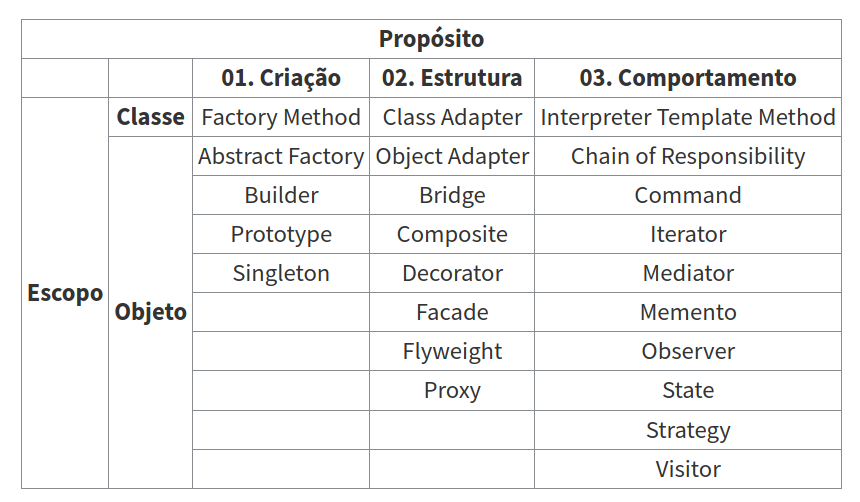 Propósito
01. Criação 02. Estrutura 03. Comportamento
Escopo Classe Factory Method Class Adapter Interpreter Template Method
Objeto Abstract Factory Object Adapter Chain of Responsibility
Builder Bridge Command
Prototype Composite Iterator
Singleton Decorator Mediator
Facade Memento
Flyweight Observer
Proxy State
Strategy
Visitor